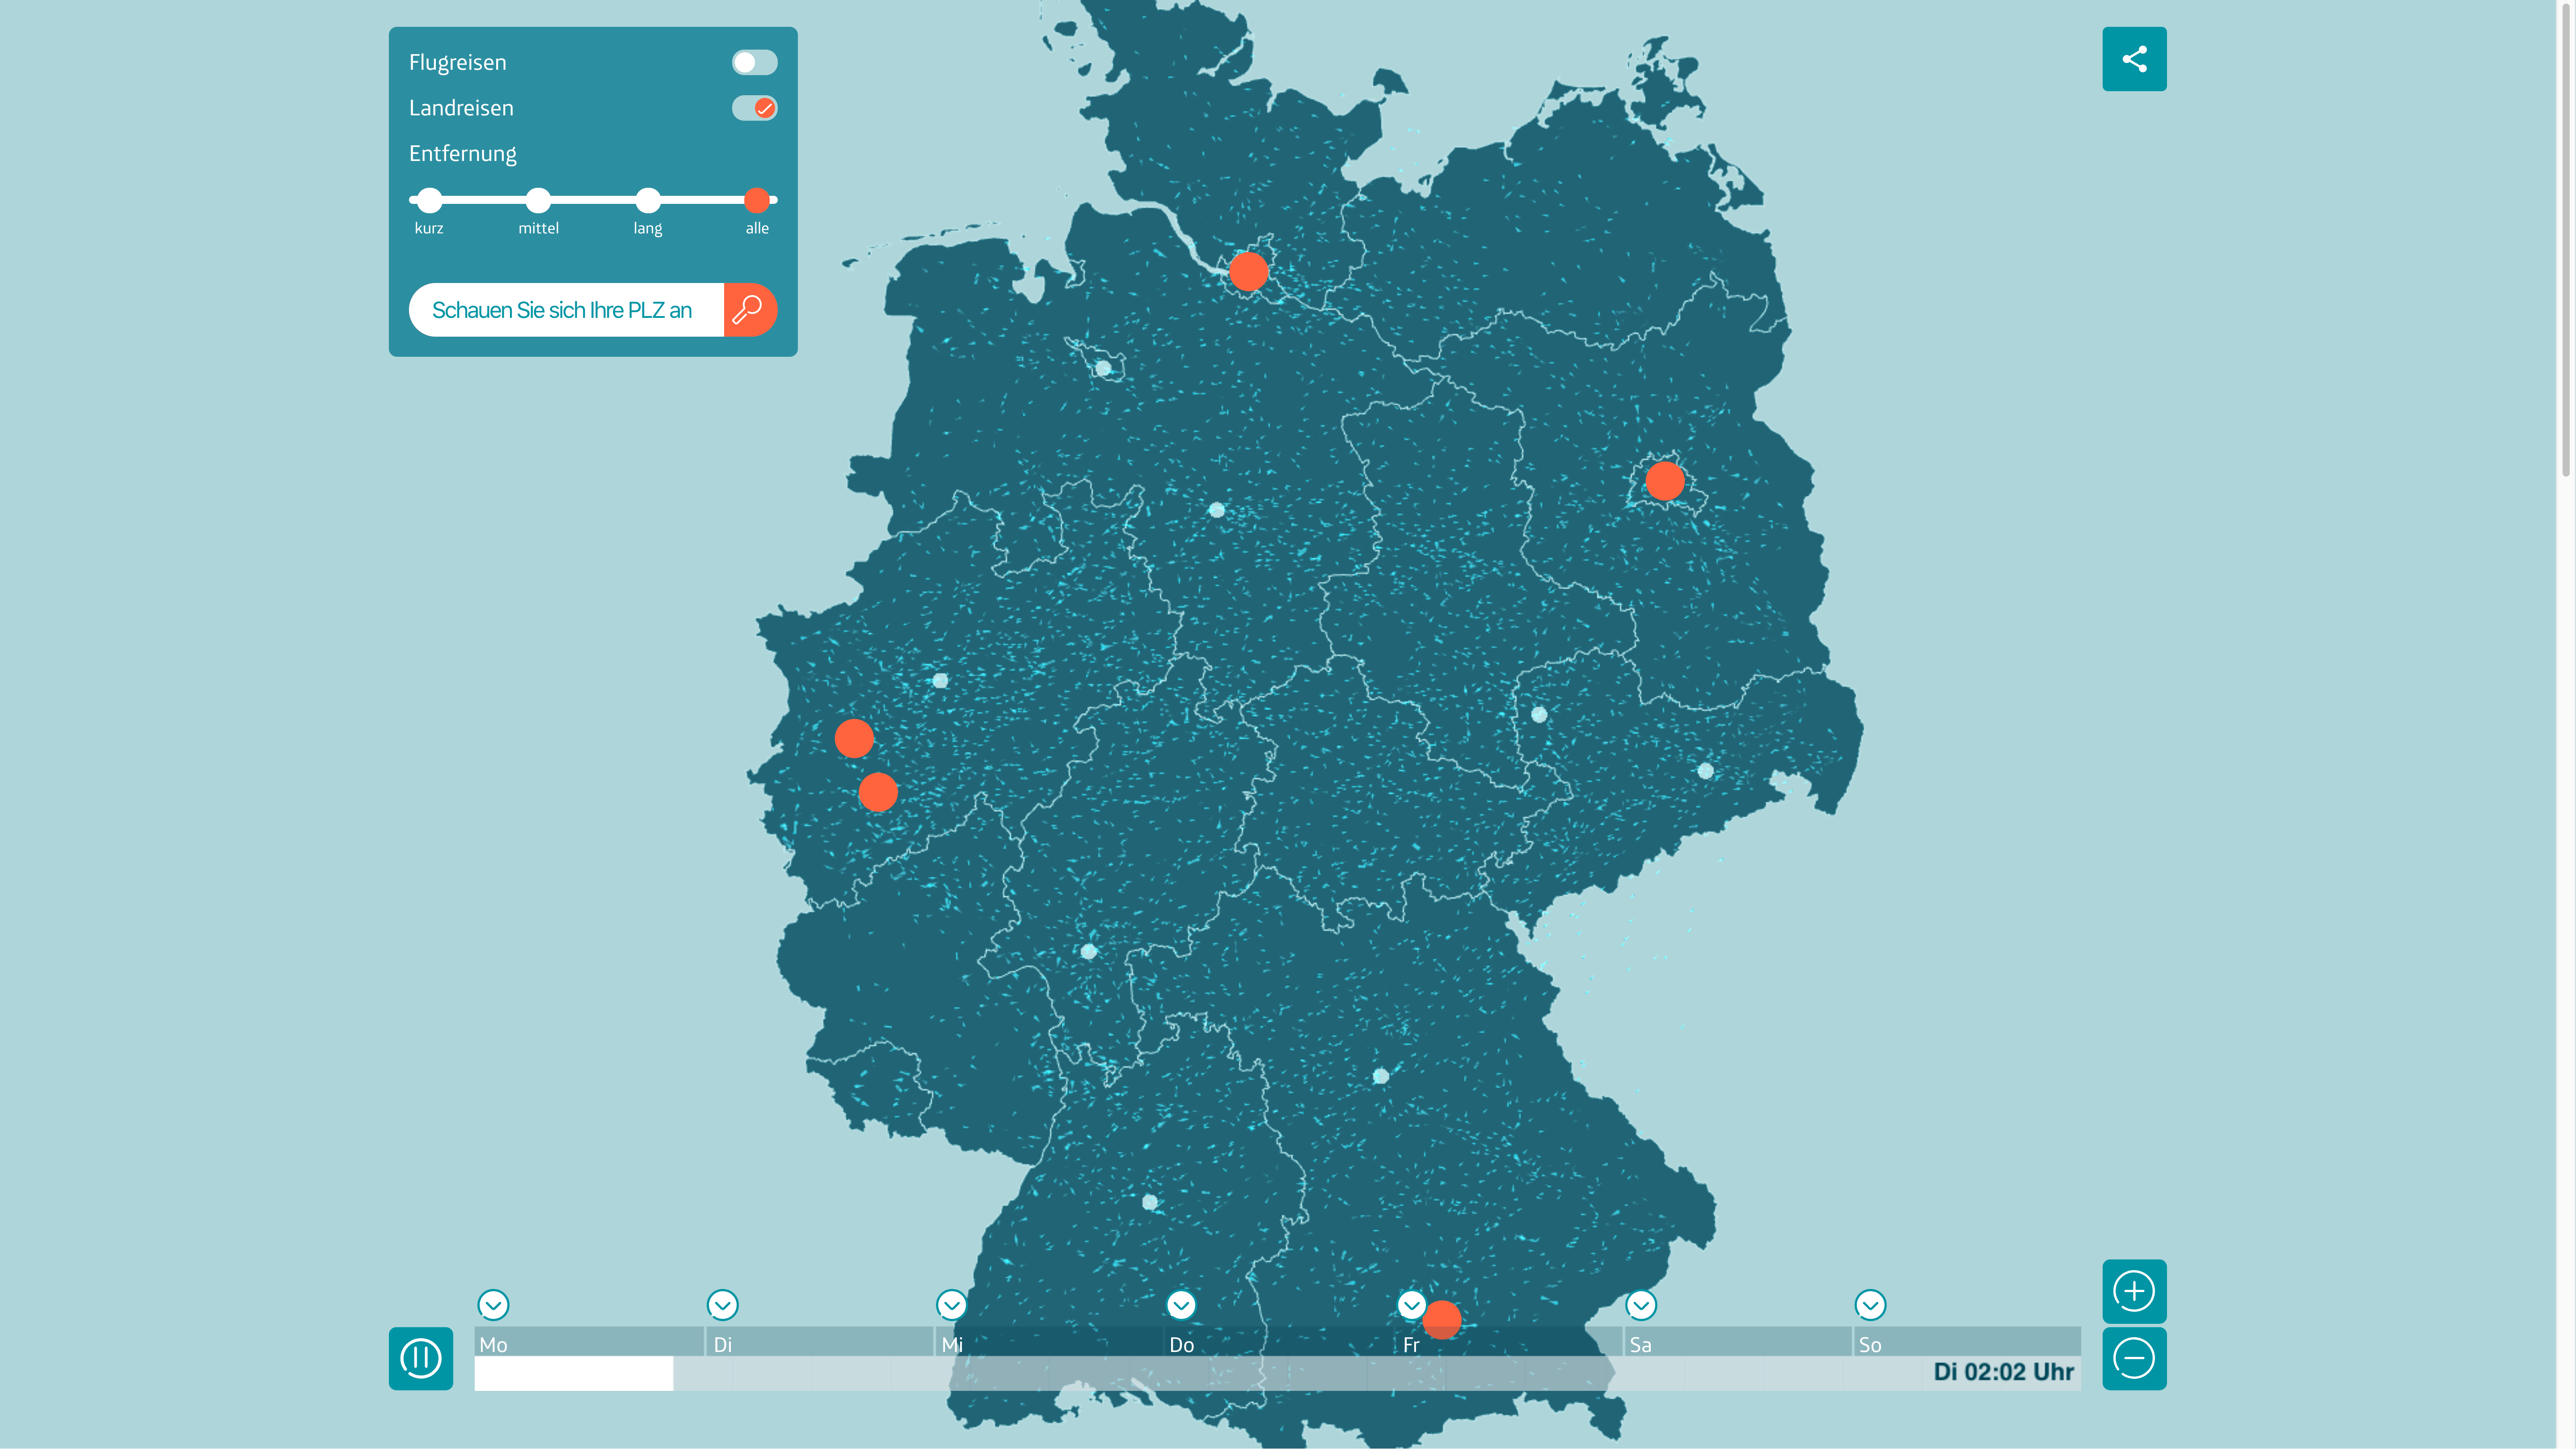 Flugreisen
Landreisen
Entfernung
kurz mittel lang alle
Schauen Sie sich Ihre PLZ an
Mo Di Mi Do Fr Sa So
Di 02:02 Uhr